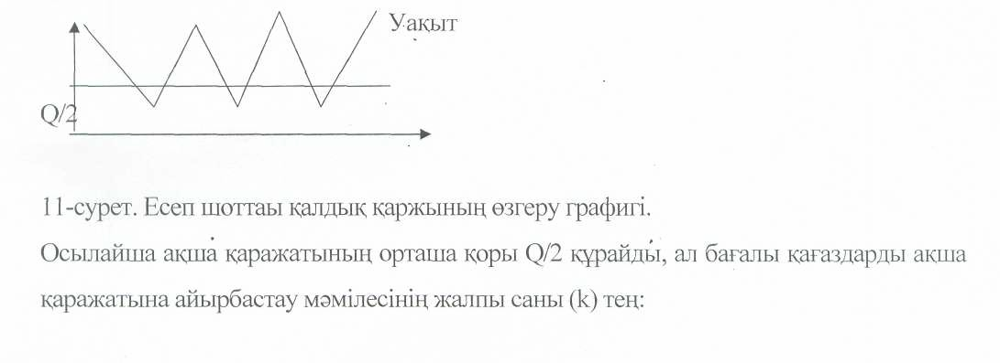 Уақыт
Q/2
11-сурет. Есеп шоттаы қалдық қаржының өзгеру графигі.
Осылайша ақша қаражатының орташа қоры Q/2 құрайды, ал бағалы қағаздарды ақша
қаражатына айырбастау мәмілесінің жалпы саны (k) тең: